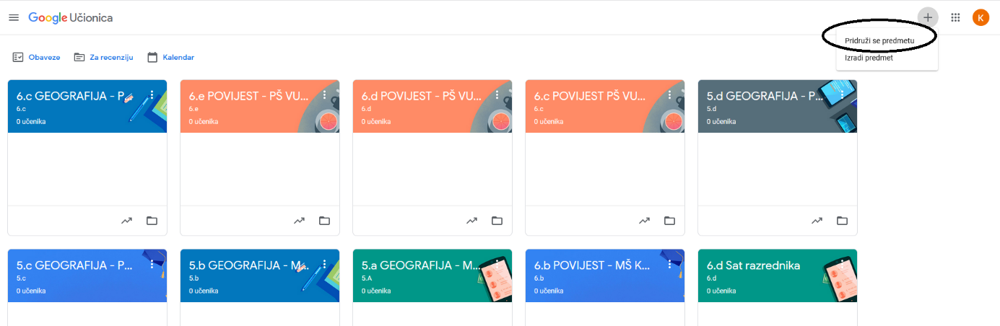 Google Učionica
K
Pridruži se predmetu
Izradi predmet
Obaveze
Za recenziju
Kalendar
6.c GEOGRAFIJA - P...
6.c
0 učenika
6.e POVIJEST - PŠ VU...
6.e
0 učenika
6.d POVIJEST - PŠ VU...
6.d
0 učenika
6.c POVIJEST PŠ VU...
6.c
0 učenika
5.d GEOGRAFIJA - P...
5.d
0 učenika
5.c GEOGRAFIJA - P...
5.c
0 učenika
5.b GEOGRAFIJA - M...
5.b
0 učenika
5.a GEOGRAFIJA - M...
5.A
0 učenika
6.b POVIJEST - MŠ K...
6.b
0 učenika
6.d Sat razrednika
6.d
0 učenika